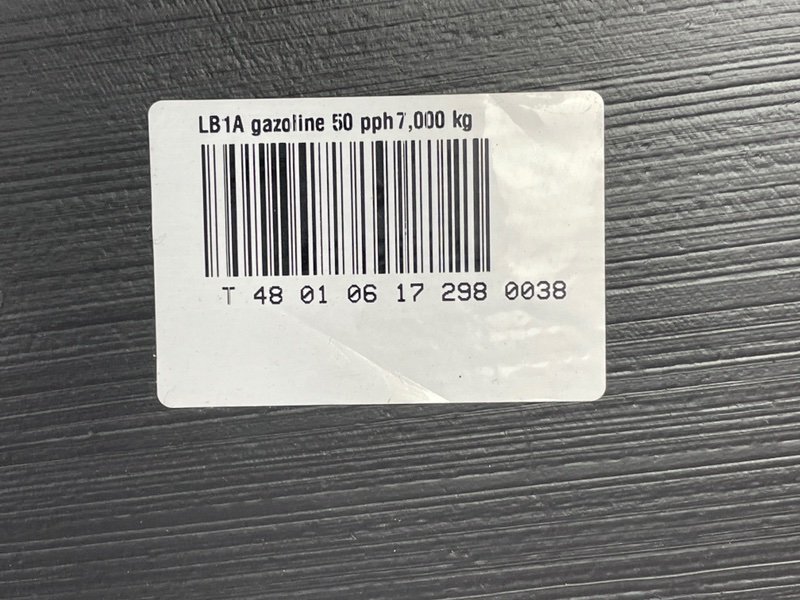 LB1A gazoline 50 pph7,000 kg
T 48 01 06 17 298 0038